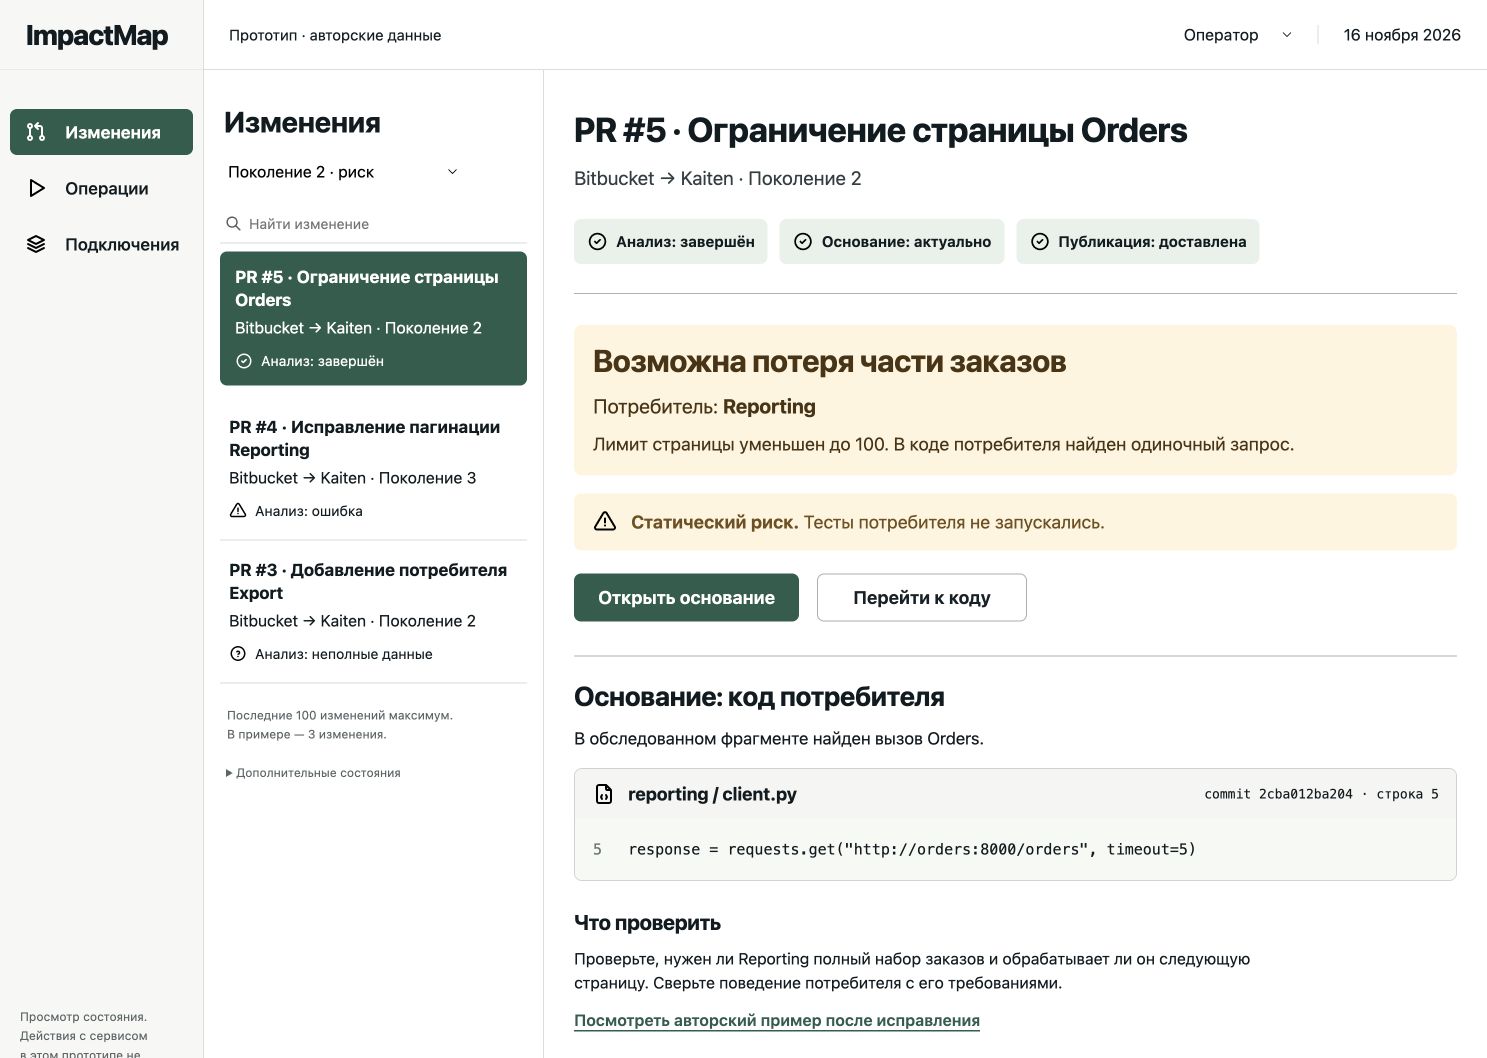 ImpactMap
Прототип · авторские данные
Оператор
16 ноября 2026
Изменения
Операции
Подключения
Просмотр состояния.
Действия с сервисом
в этом прототипе не
Изменения
Поколение 2 · риск
Найти изменение
PR #5 · Ограничение страницы
Orders
Bitbucket → Kaiten · Поколение 2
Анализ: завершён
PR #4 · Исправление пагинации
Reporting
Bitbucket → Kaiten · Поколение 3
Анализ: ошибка
PR #3 · Добавление потребителя
Export
Bitbucket → Kaiten · Поколение 2
Анализ: неполные данные
Последние 100 изменений максимум.
В примере — 3 изменения.
Дополнительные состояния
PR #5 · Ограничение страницы Orders
Bitbucket → Kaiten · Поколение 2
Анализ: завершён
Основание: актуально
Публикация: доставлена
Возможна потеря части заказов
Потребитель: Reporting
Лимит страницы уменьшен до 100. В коде потребителя найден одиночный запрос.
Статический риск. Тесты потребителя не запускались.
Открыть основание
Перейти к коду
Основание: код потребителя
В обследованном фрагменте найден вызов Orders.
reporting / client.py
commit 2cba012ba204 · строка 5
5 response = requests.get("http://orders:8000/orders", timeout=5)
Что проверить
Проверьте, нужен ли Reporting полный набор заказов и обрабатывает ли он следующую
страницу. Сверьте поведение потребителя с его требованиями.
Посмотреть авторский пример после исправления